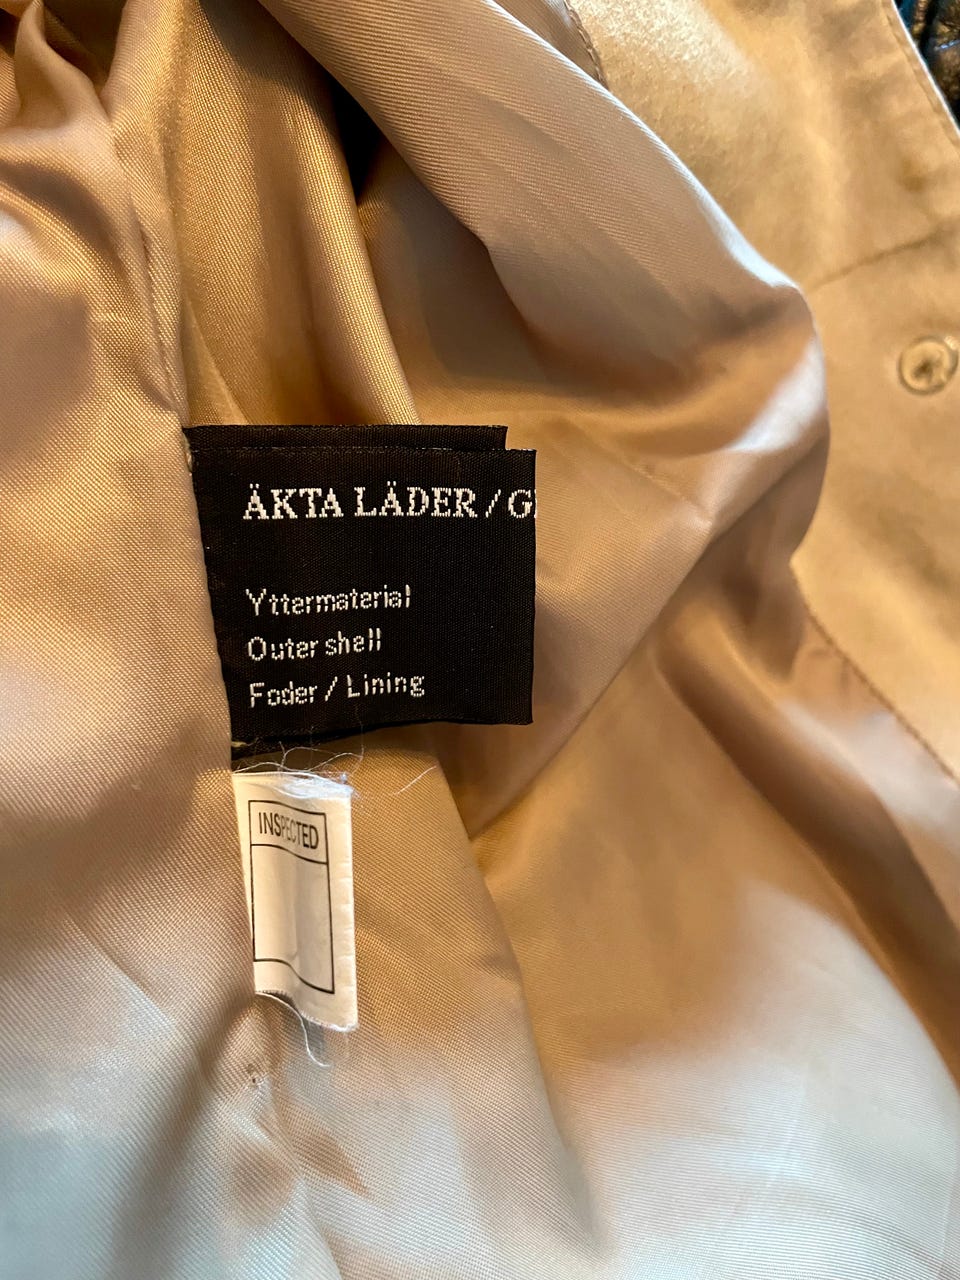 ÄKTA LÄDER / G
Yttermaterial
Outer shell
Foder / Lining
INSPECTED